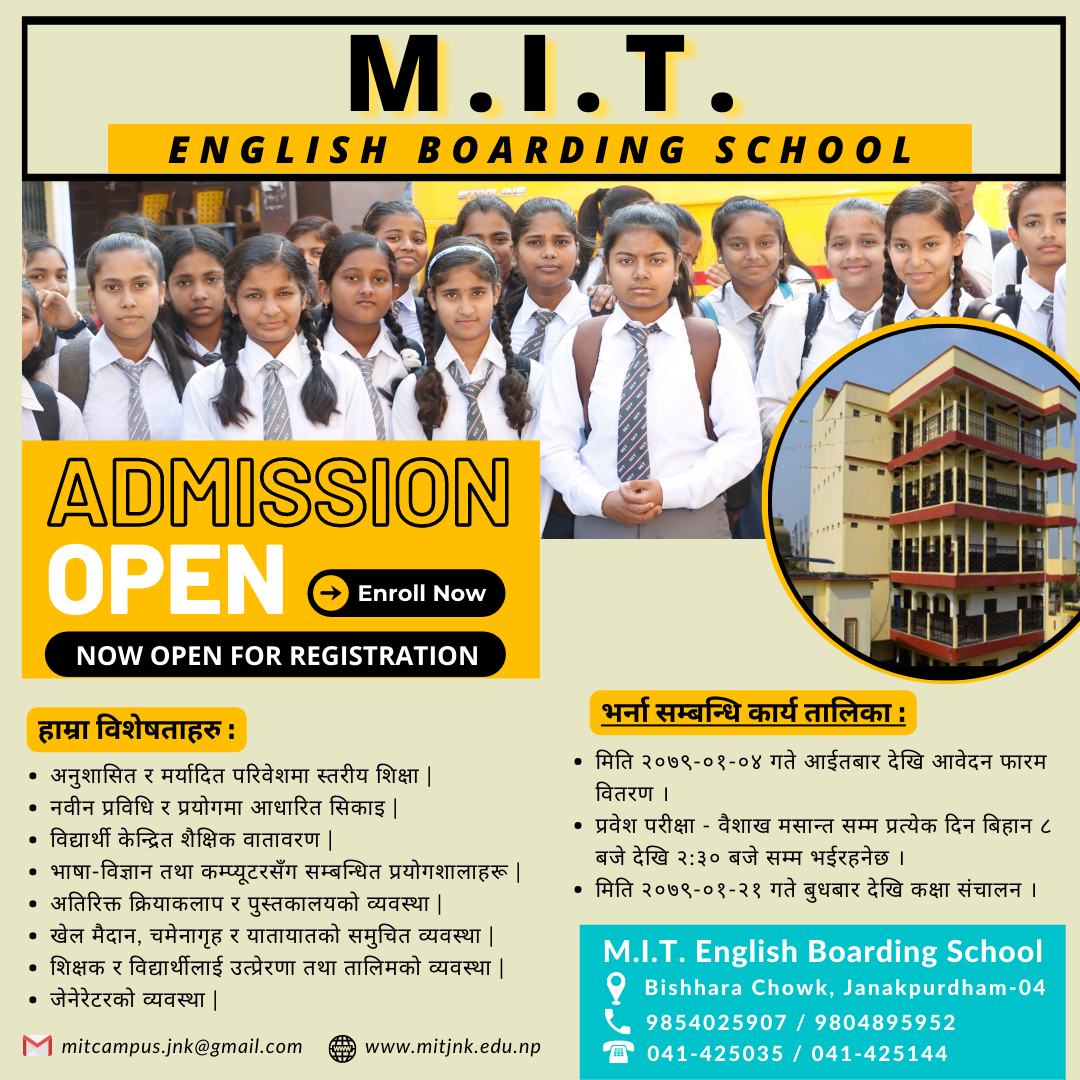 M.I.T.
ENGLISH BOARDING SCHOOL
ADMISSION
OPEN
Enroll Now
NOW OPEN FOR REGISTRATION
हाम्रा विशेषताहरु :
अनुशासित र मर्यादित परिवेशमा स्तरीय शिक्षा |
नवीन प्रविधि र प्रयोगमा आधारित सिकाइ |
विद्यार्थी केन्द्रित शैक्षिक वातावरण |
भाषा-विज्ञान तथा कम्प्यूटरसँग सम्बन्धित प्रयोगशालाहरू |
अतिरिक्त क्रियाकलाप र पुस्तकालयको व्यवस्था |
खेल मैदान, चमेनागृह र यातायातको समुचित व्यवस्था |
शिक्षक र विद्यार्थीलाई उत्प्रेरणा तथा तालिमको व्यवस्था |
जेनेरेटरको व्यवस्था |
mitcampus.jnk@gmail.com www.mitjnk.edu.np
भर्ना सम्बन्धि कार्य तालिका :
मिति २०७९-०१-०४ गते आईतबार देखि आवेदन फारम
वितरण ।
प्रवेश परीक्षा - वैशाख मसान्त सम्म प्रत्येक दिन बिहान ८
बजे देखि २:३० बजे सम्म भईरहनेछ ।
मिति २०७९-०१-२१ गते बुधबार देखि कक्षा संचालन ।
M.I.T. English Boarding School
Bishhara Chowk, Janakpurdham-04
9854025907 / 9804895952
041-425035 / 041-425144